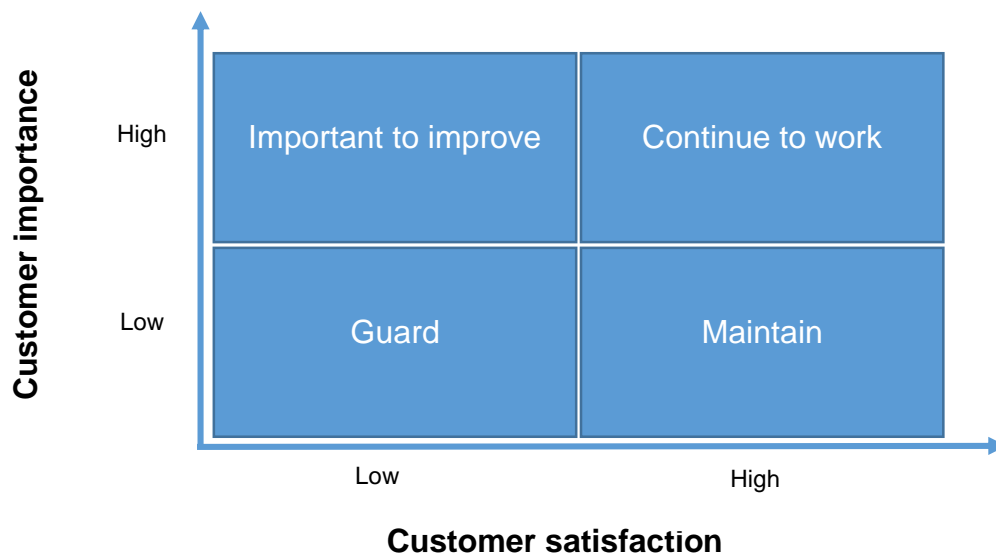 Customer importance
High
Important to improve
Continue to work
Low
Guard
Maintain
Low
High
Customer satisfaction